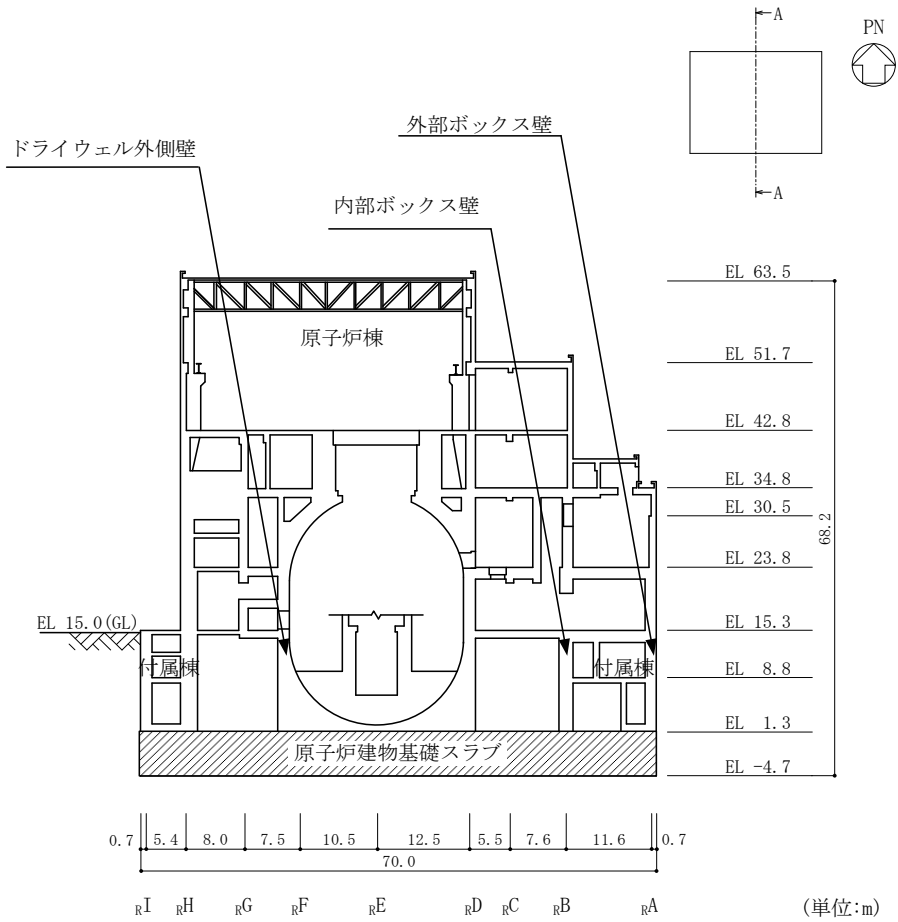 A
PN
外部ボックス壁
ドライウェル外側壁
A
内部ボックス壁
EL 63.5
原子炉棟
EL 51.7
EL 42.8
EL 34.8
EL 30.5
68.2
EL 23.8
EL 15.0(GL)
EL 15.3
付属棟
付属棟
EL 8.8
EL 1.3
原子炉建物基礎スラブ
EL -4.7
0.7 5.4 8.0 7.5 10.5 12.5 5.5 7.6 11.6 0.7
70.0
RI RH RG RF RE RD RC RB RA
(単位:m)